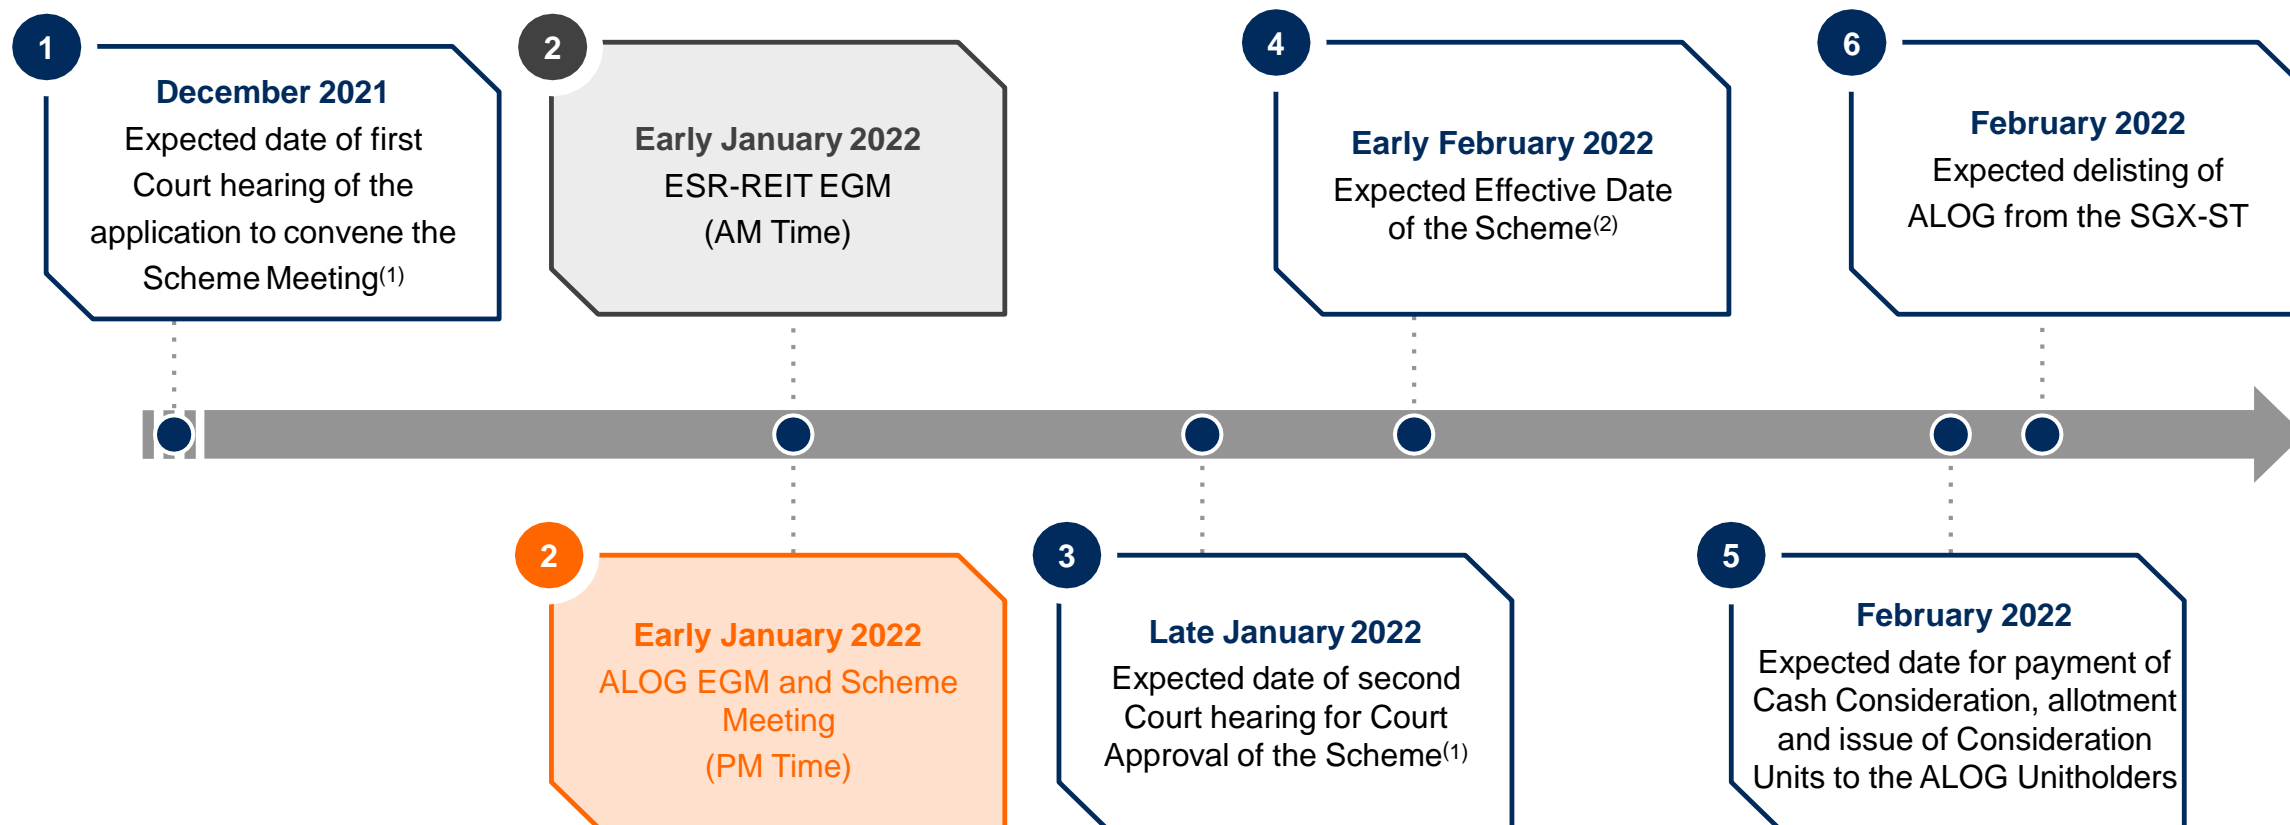 1
December 2021
Expected date of first
Court hearing of the
application to convene the
Scheme Meeting(1)
2
Early January 2022
ESR-REIT EGM
(AM Time)
2
Early January 2022
ALOG EGM and Scheme
Meeting
(PM Time)
3
Late January 2022
Expected date of second
Court hearing for Court
Approval of the Scheme(1)
4
Early February 2022
Expected Effective Date
of the Scheme(2)
5
February 2022
Expected date for payment of
Cash Consideration, allotment
and issue of Consideration
Units to the ALOG Unitholders
6
February 2022
Expected delisting of
ALOG from the SGX-ST